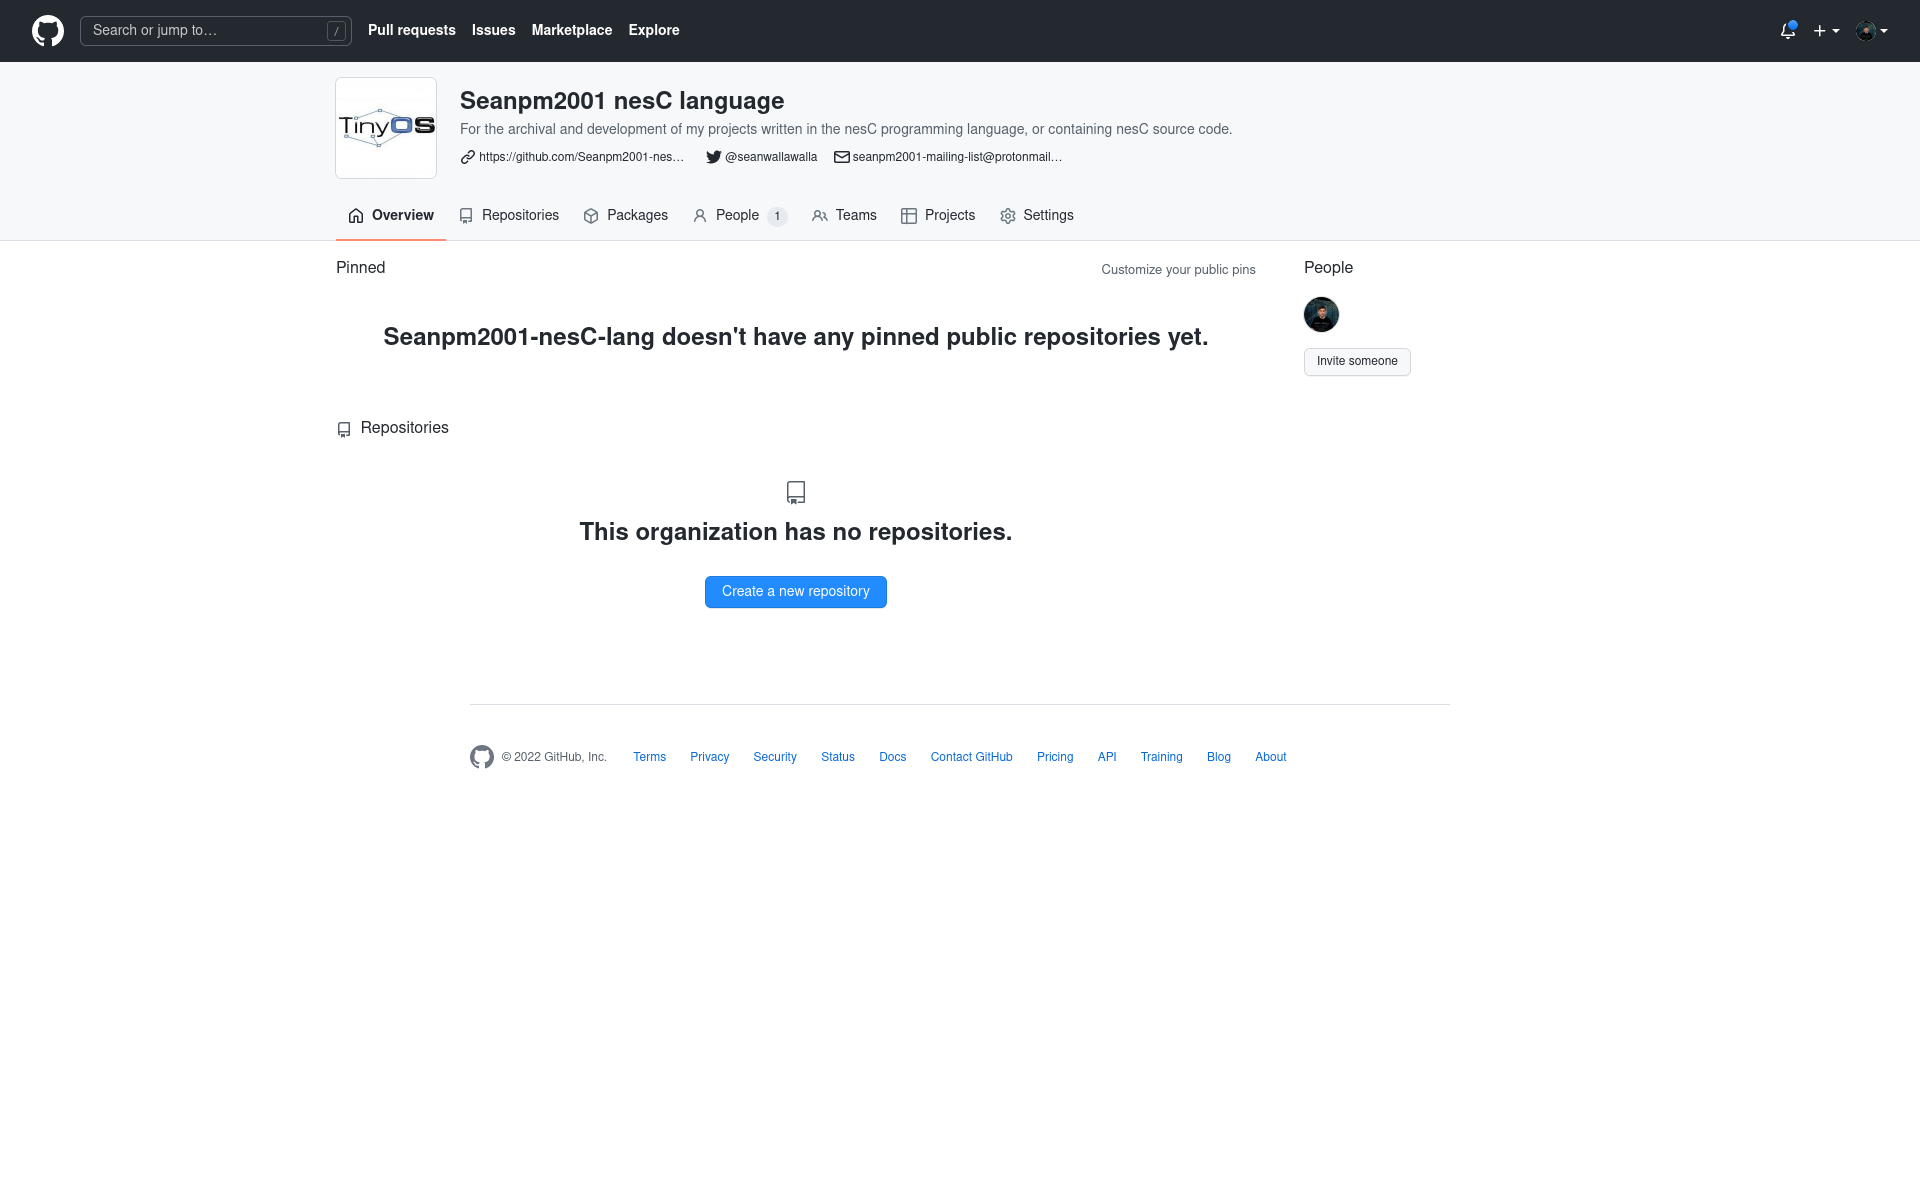 Search or jump to… /
Pull requests
Issues
Marketplace
Explore
TinyOS
Seanpm2001 nesC language
For the archival and development of my projects written in the nesC programming language, or containing nesC source code.
https://github.com/Seanpm2001-nes…
@seanwallawalla
seanpm2001-mailing-list@protonmail…
Overview
Repositories
Packages
People 1
Teams
Projects
Settings
Pinned
Customize your public pins
Seanpm2001-nesC-lang doesn't have any pinned public repositories yet.
People
Invite someone
Repositories
This organization has no repositories.
Create a new repository
© 2022 GitHub, Inc.
Terms
Privacy
Security
Status
Docs
Contact GitHub
Pricing
API
Training
Blog
About